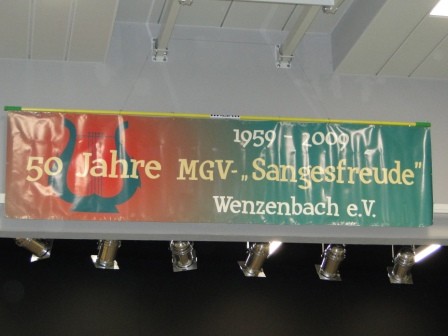 1959 - 2009
50 Jahre MGV-„Sangesfreude"
Wenzenbach e.V.